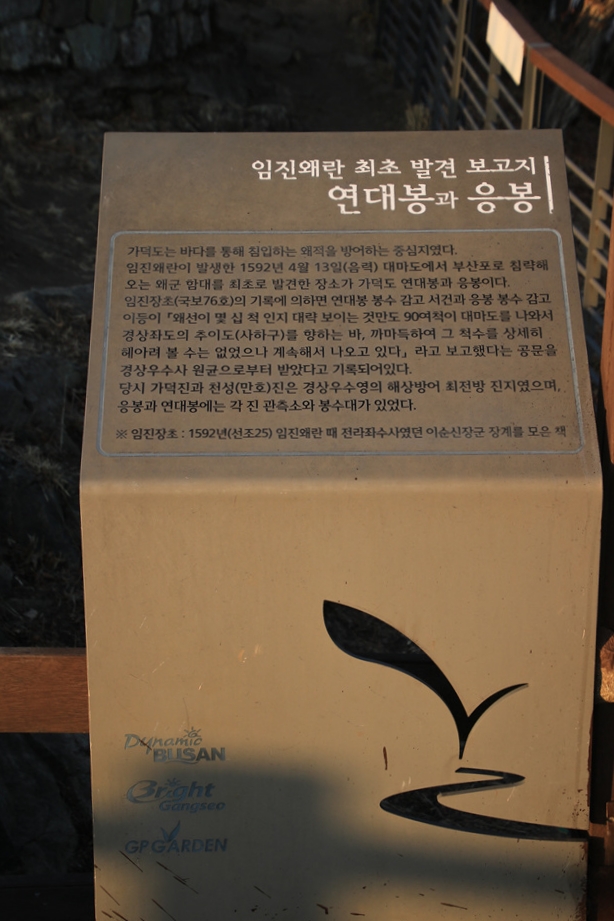 임진왜란 최초 발견 보고지
연대봉과 응봉
가덕도는 바다를 통해 침입하는 왜적을 방어하는 중심지였다.
임진왜란이 발생한 1592년 4월 13일(음력) 대마도에서 부산포로 침략해
오는 왜군 함대를 최초로 발견한 장소가 가덕도 연대봉과 응봉이다.
임진장초(국보76호)의 기록에 의하면 연대봉 봉수 감고 서건과 응봉 봉수 감고
이등이 「왜선이 몇 십 척 인지 대략 보이는 것만도 90여척이 대마도를 나와서
경상좌도의 추이도(사하구)를 향하는 바, 까마득하여 그 척수를 상세히
헤아려 볼 수는 없었으나 계속해서 나오고 있다」 라고 보고했다는 공문을
경상우수사 원균으로부터 받았다고 기록되어있다.
당시 가덕진과 천성(만호)진은 경상우수영의 해상방어 최전방 진지였으며,
응봉과 연대봉에는 각 진 관측소와 봉수대가 있었다.
※ 임진장초 : 1592년(선조25) 임진왜란 때 전라좌수사였던 이순신장군 장계를 모은 책
Dynamic
BUSAN
Bright
Gangseo
GP GARDEN